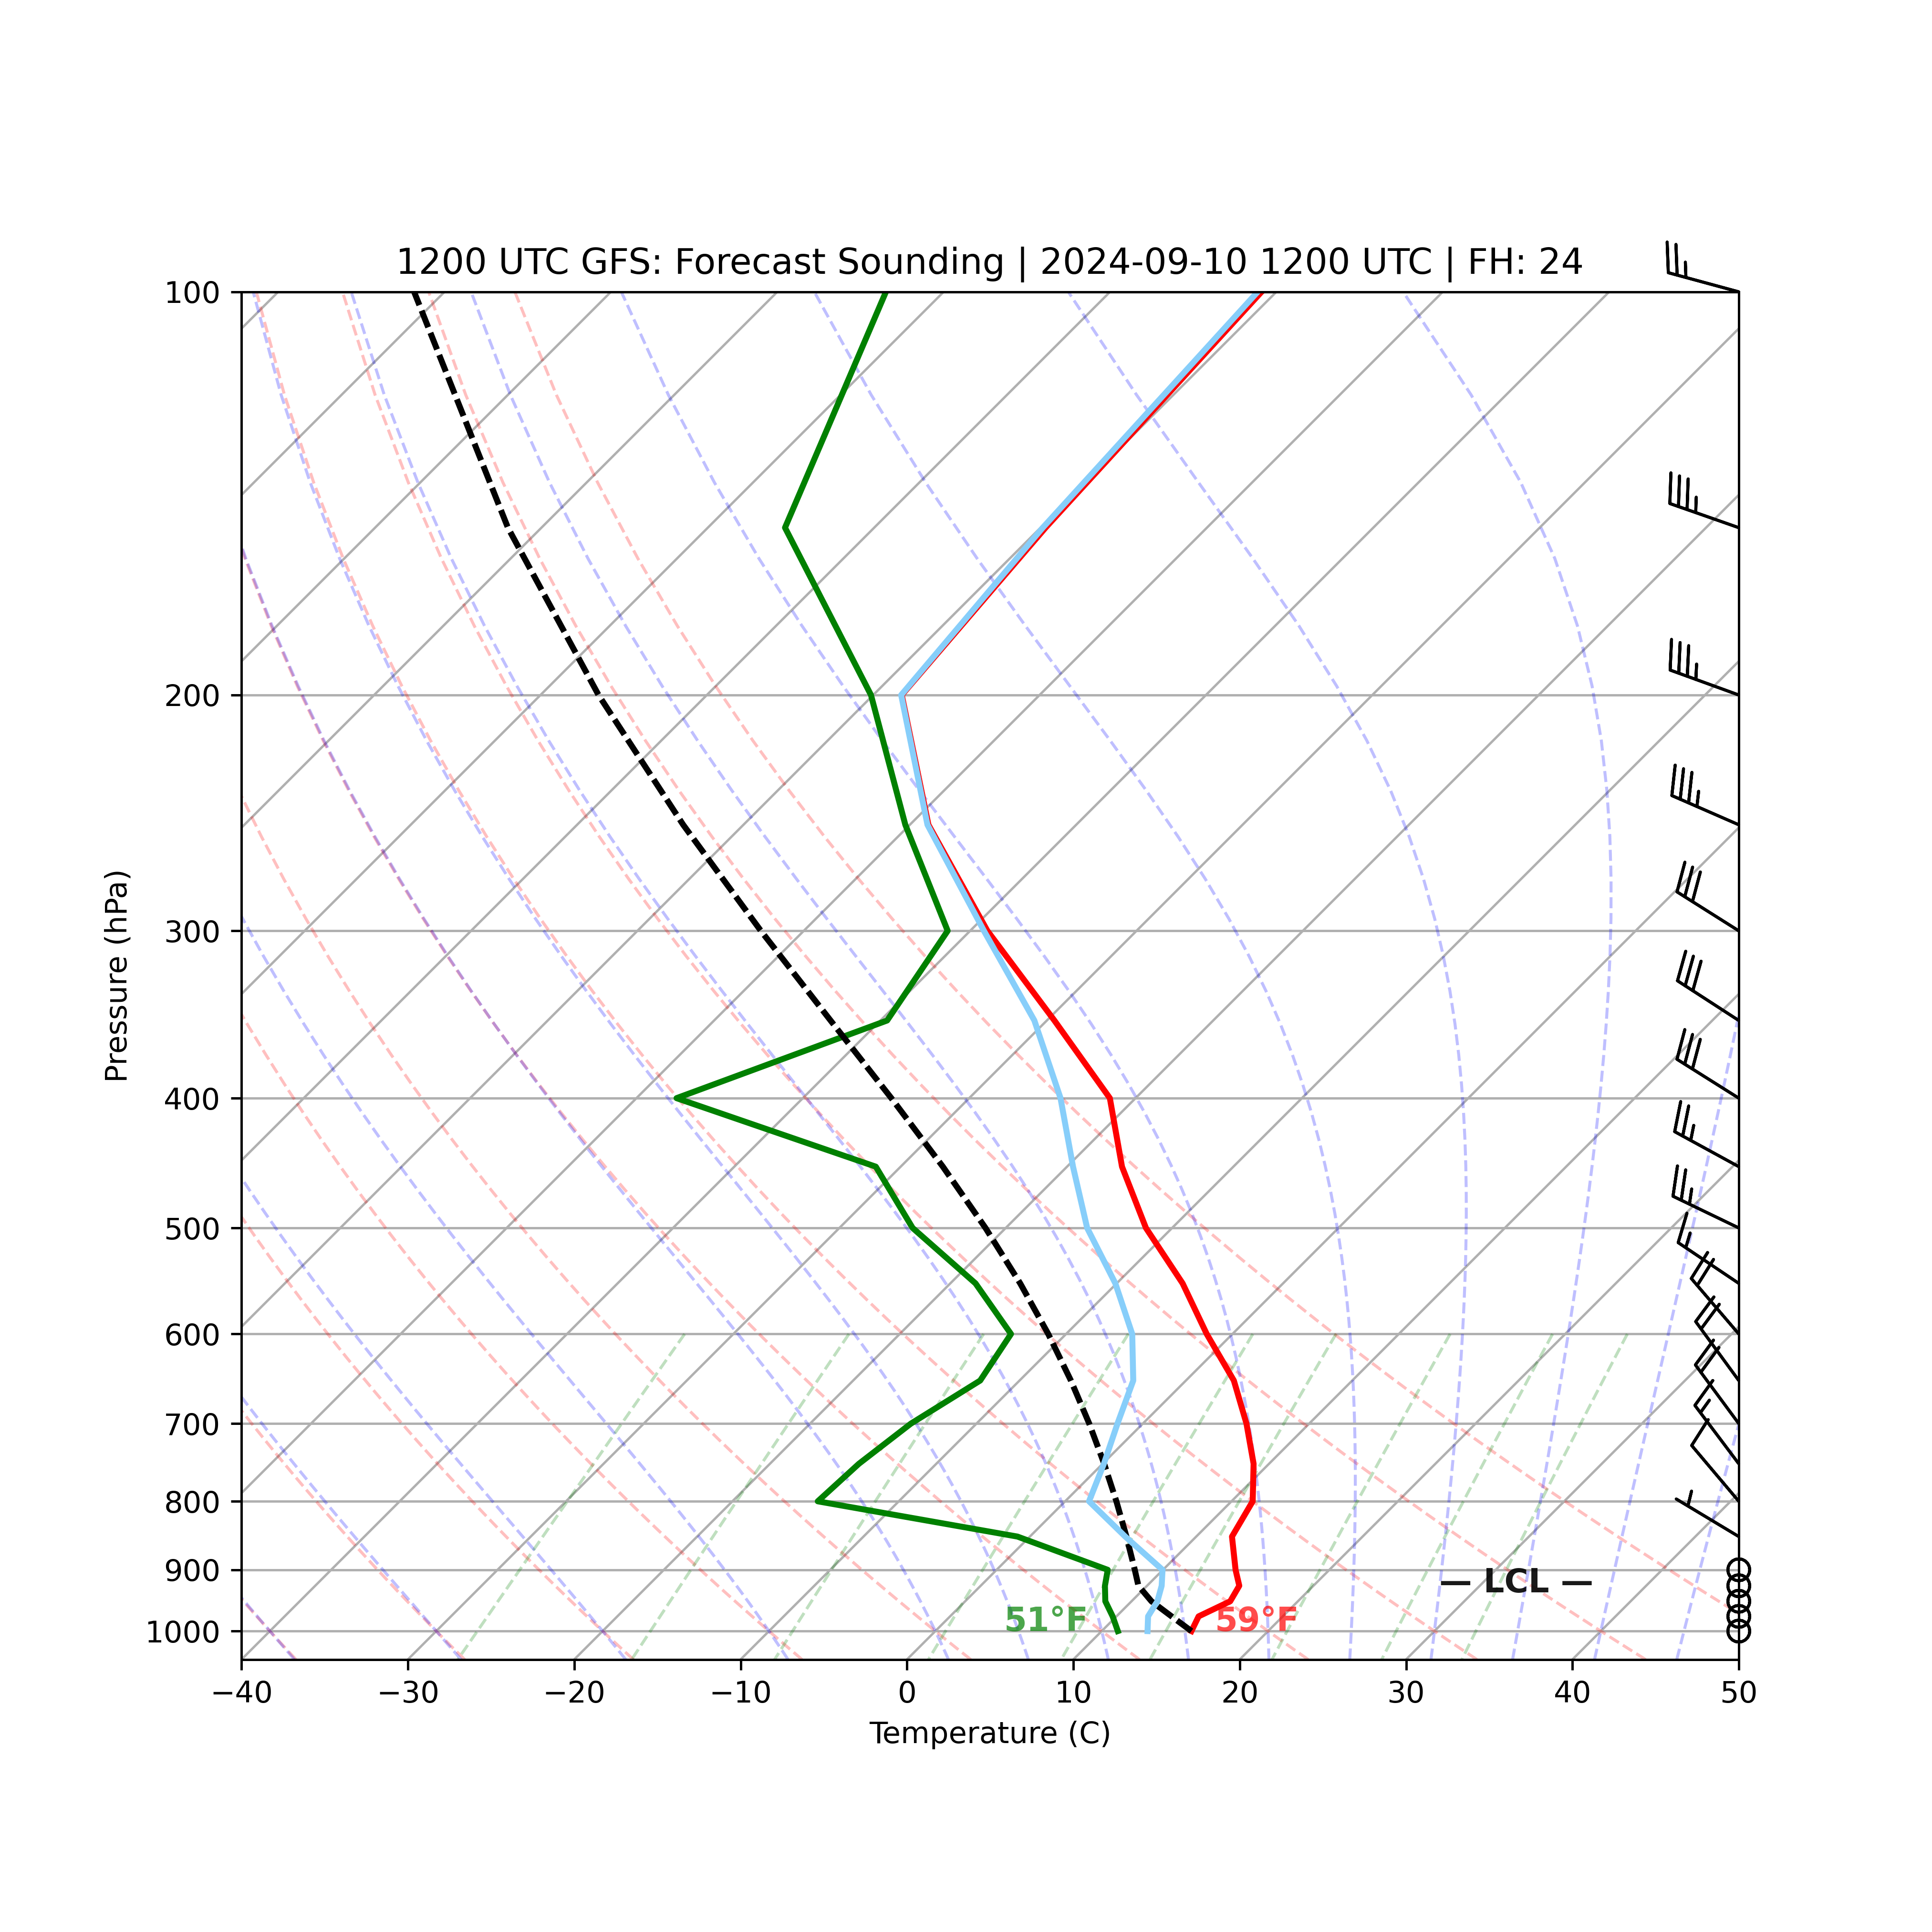 1200 UTC GFS: Forecast Sounding | 2024-09-10 1200 UTC | FH: 24
100
200
300
400
500
600
700
800
900
1000
Pressure (hPa)
— LCL —
51°F
59°F
−40 −30 −20 −10 0 10 20 30 40 50
Temperature (C)